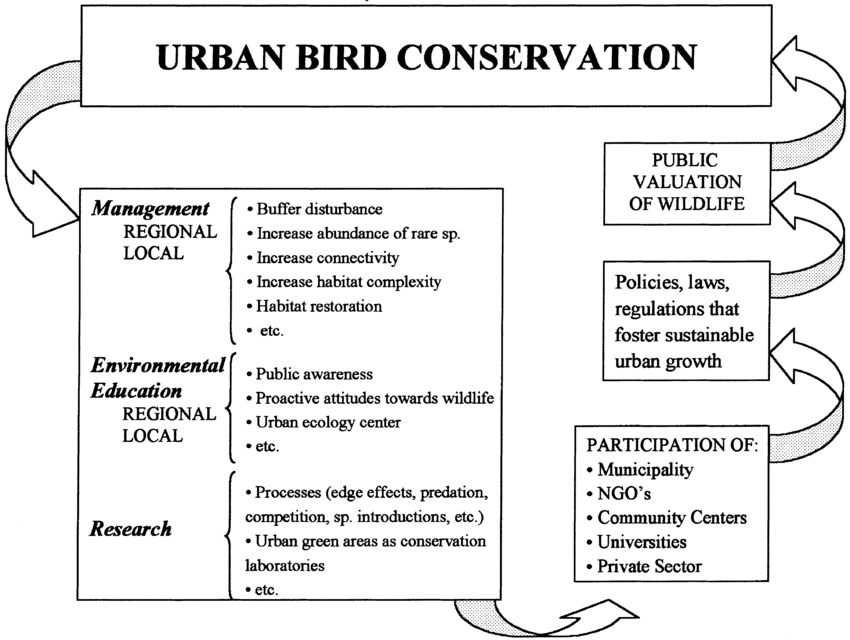 URBAN BIRD CONSERVATION
Management
REGIONAL
LOCAL
• Buffer disturbance
• Increase abundance of rare sp.
• Increase connectivity
• Increase habitat complexity
• Habitat restoration
• etc.
Environmental
Education
REGIONAL
LOCAL
• Public awareness
• Proactive attitudes towards wildlife
• Urban ecology center
• etc.
Research
• Processes (edge effects, predation,
competition, sp. introductions, etc.)
• Urban green areas as conservation
laboratories
• etc.
PUBLIC
VALUATION
OF WILDLIFE
Policies, laws,
regulations that
foster sustainable
urban growth
PARTICIPATION OF:
• Municipality
• NGO's
• Community Centers
• Universities
• Private Sector